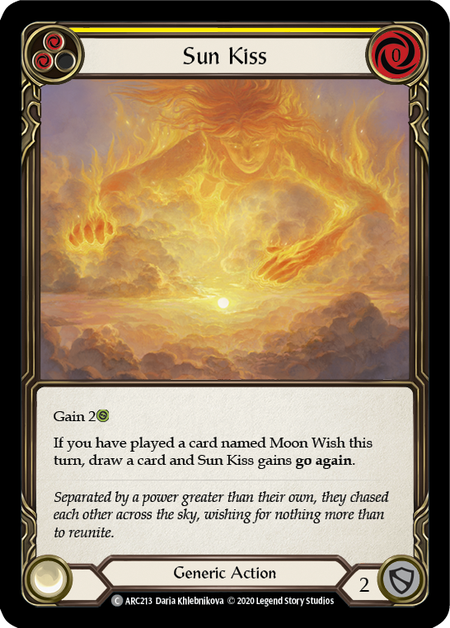 Sun Kiss
0
Gain 2
If you have played a card named Moon Wish this
turn, draw a card and Sun Kiss gains go again.
Separated by a power greater than their own, they chased
each other across the sky, wishing for nothing more than
to reunite.
Generic Action
2
C ARC213 Daria Khlebnikova © 2020 Legend Story Studios